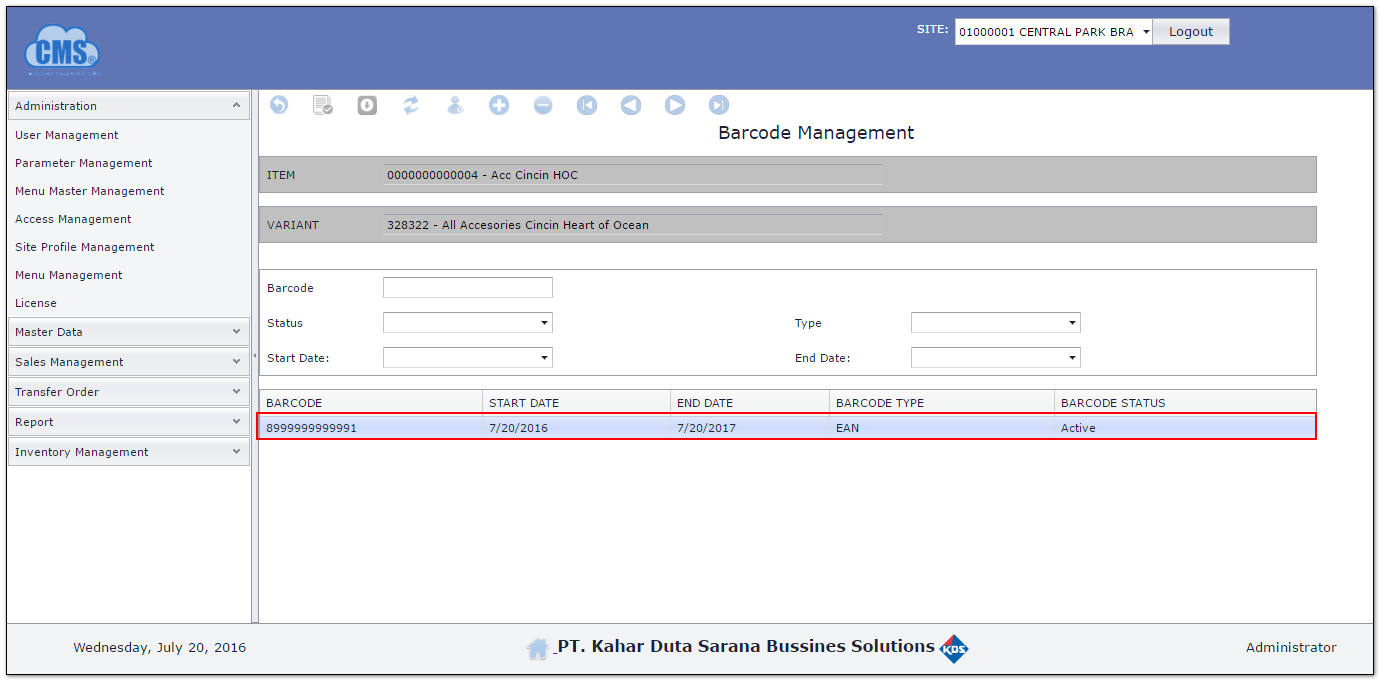 CMS®
SITE: 01000001 CENTRAL PARK BRA Logout
Administration
User Management
Parameter Management
Menu Master Management
Access Management
Site Profile Management
Menu Management
License
Master Data
Sales Management
Transfer Order
Report
Inventory Management
Barcode Management
ITEM 0000000000004 - Acc Cincin HOC
VARIANT 328322 - All Accesories Cincin Heart of Ocean
Barcode
Status Type
Start Date: End Date:
BARCODE START DATE END DATE BARCODE TYPE BARCODE STATUS
8999999999991 7/20/2016 7/20/2017 EAN Active
Wednesday, July 20, 2016 PT. Kahar Duta Sarana Bussines Solutions KDS Administrator